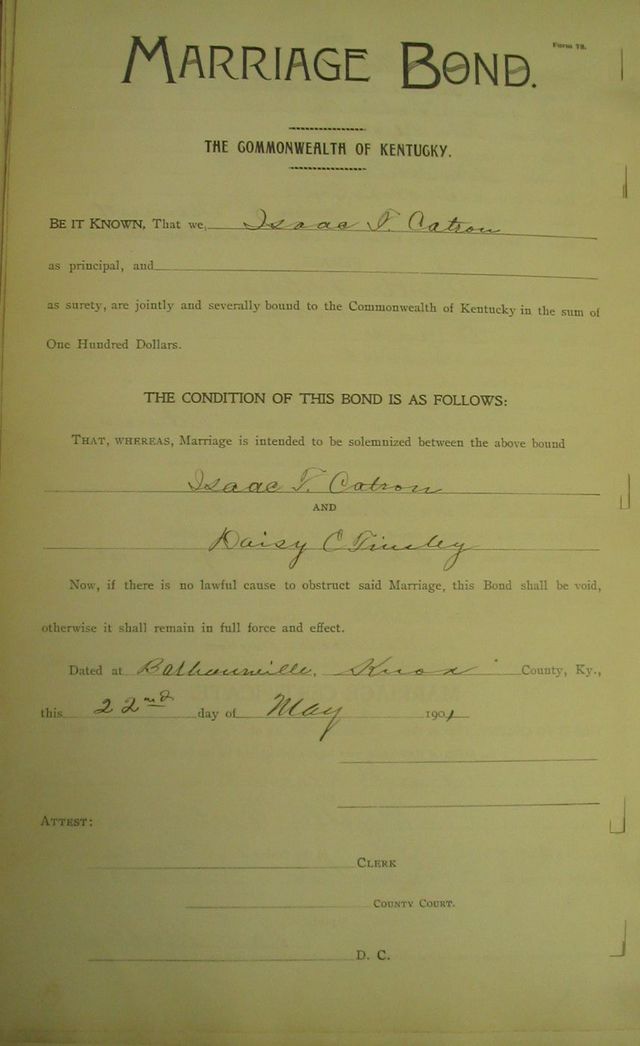 Form 78.
MARRIAGE BOND.
THE COMMONWEALTH OF KENTUCKY.
BE IT KNOWN, That we, Isaac T. Catron
as principal, and
as surety, are jointly and severally bound to the Commonwealth of Kentucky in the sum of
One Hundred Dollars.
THE CONDITION OF THIS BOND IS AS FOLLOWS:
THAT, WHEREAS, Marriage is intended to be solemnized between the above bound
Isaac T. Catron
AND
Daisy C Tinsley
Now, if there is no lawful cause to obstruct said Marriage, this Bond shall be void,
otherwise it shall remain in full force and effect.
Dated at Barbourville, Knox County, Ky.,
this 22nd day of May 1901
ATTEST:
CLERK
COUNTY COURT.
D. C.